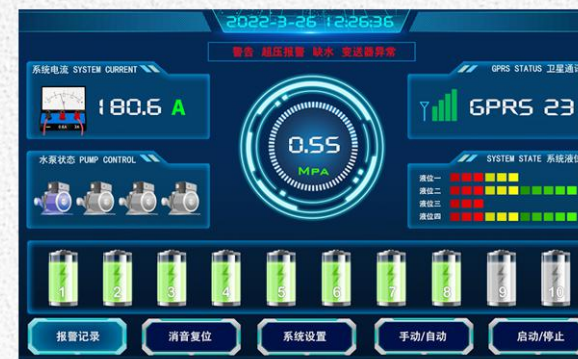 2022-3-26 12:26:36
警告 超压报警 缺水 变送器异常
系统电流 SYSTEM CURRENT
180.6 A
GPRS STATUS 卫星通讯
GPRS 23
0.55
MPA
水泵状态 PUMP CONTROL
SYSTEM STATE 系统液位
液位一
液位二
液位三
液位四
1 2 3 4 5 6 7 8 9 10
报警记录 消音复位 系统设置 手动/自动 启动/停止